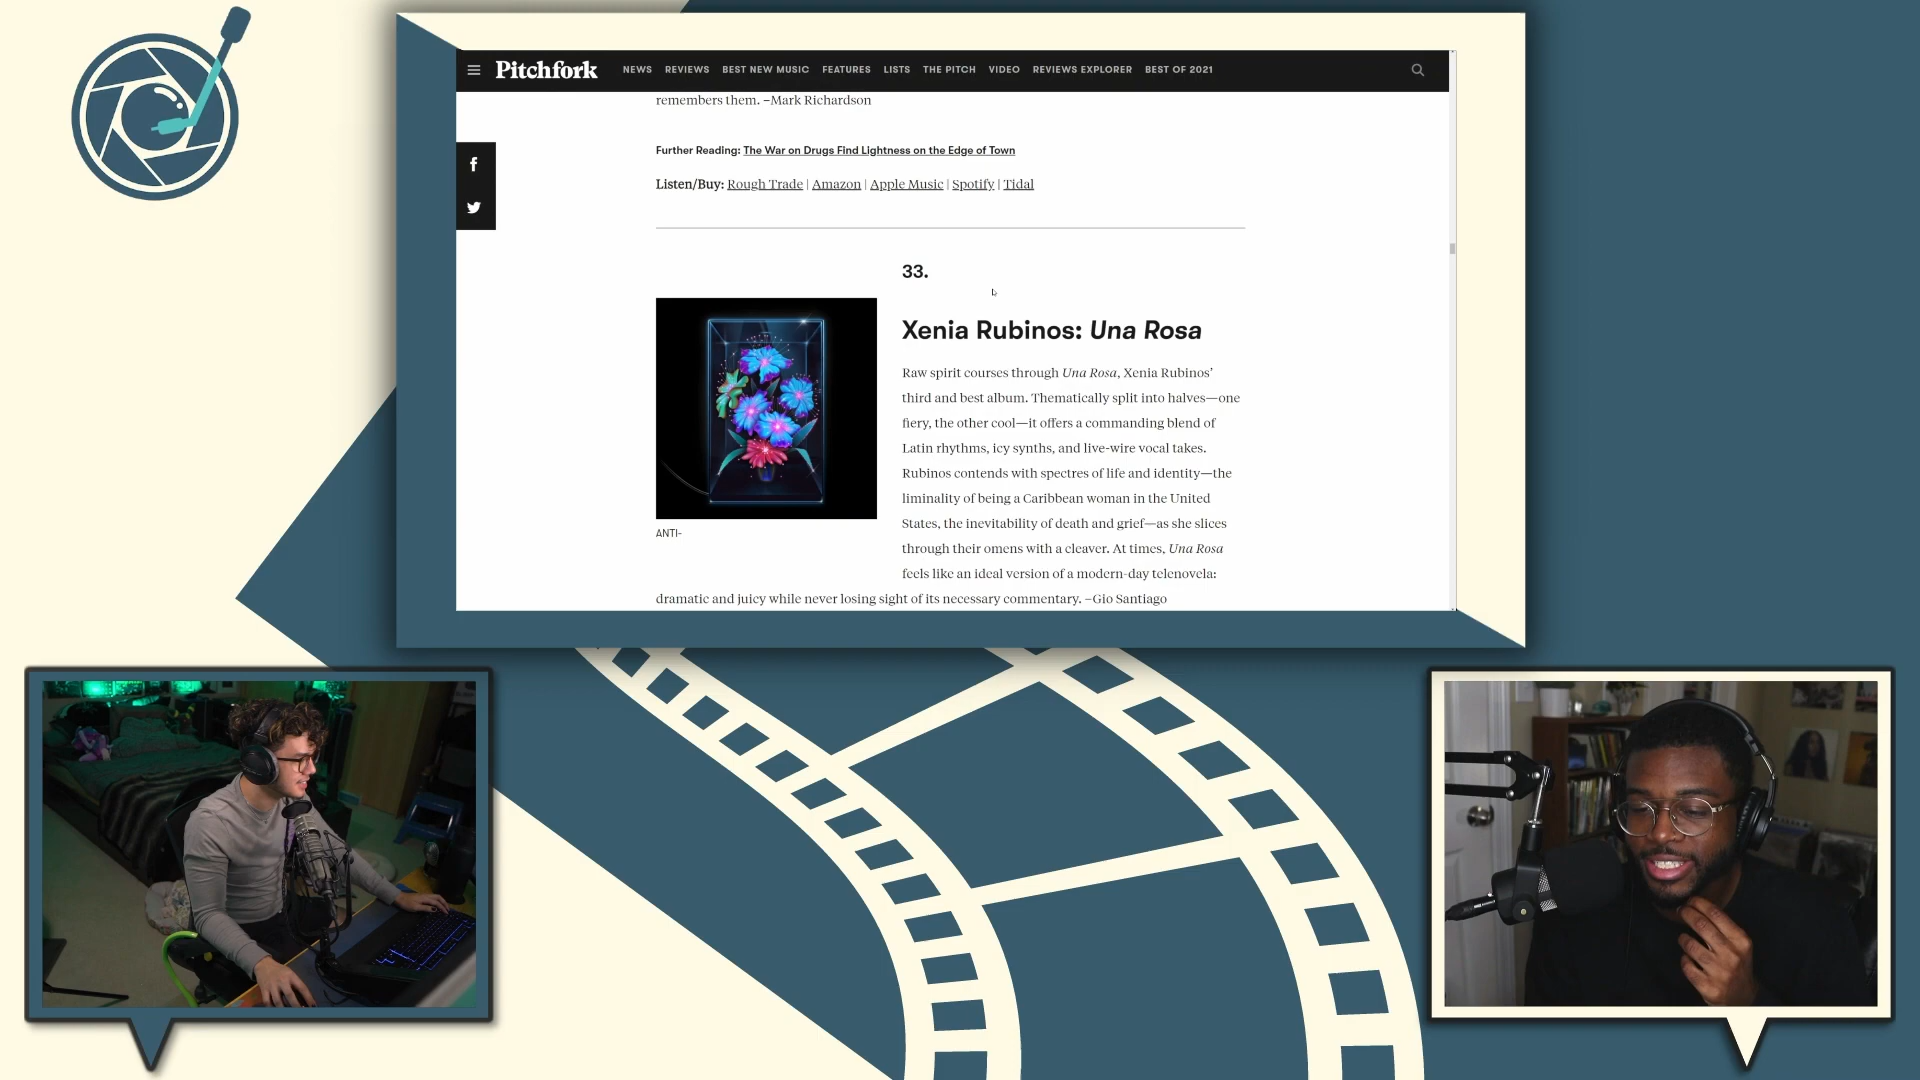 Pitchfork
NEWS REVIEWS BEST NEW MUSIC FEATURES LISTS THE PITCH VIDEO REVIEWS EXPLORER BEST OF 2021
remembers them. –Mark Richardson
Further Reading: The War on Drugs Find Lightness on the Edge of Town
Listen/Buy: Rough Trade | Amazon | Apple Music | Spotify | Tidal
33.
Xenia Rubinos: Una Rosa
Raw spirit courses through Una Rosa, Xenia Rubinos’
third and best album. Thematically split into halves—one
fiery, the other cool—it offers a commanding blend of
Latin rhythms, icy synths, and live-wire vocal takes.
Rubinos contends with spectres of life and identity—the
liminality of being a Caribbean woman in the United
States, the inevitability of death and grief—as she slices
through their omens with a cleaver. At times, Una Rosa
feels like an ideal version of a modern-day telenovela:
dramatic and juicy while never losing sight of its necessary commentary. –Gio Santiago
ANTI-